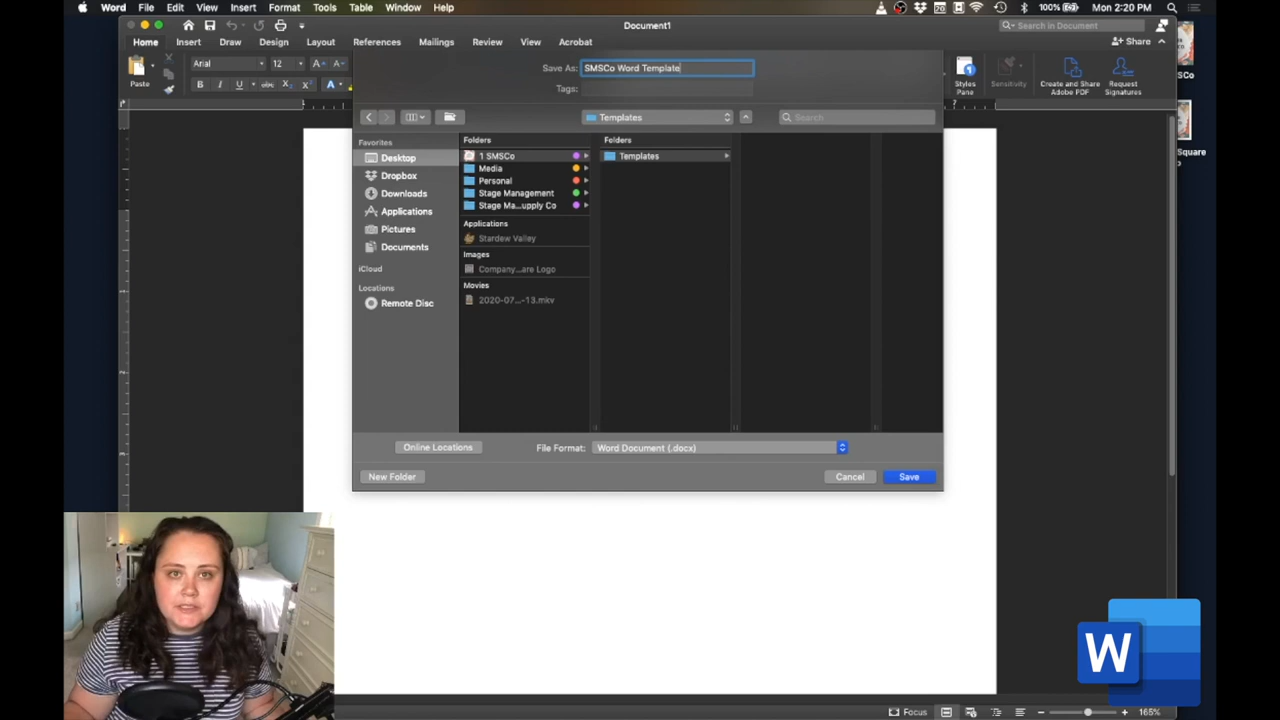 Word File Edit View Insert Format Tools Table Window Help 100% Mon 2:20 PM
Document1
Search in Document
Home Insert Draw Design Layout References Mailings Review View Acrobat Share
Paste
Arial 12 A A
B I U abc X₂ X² A
Styles Pane
Sensitivity
Create and Share Adobe PDF
Request Signatures
Save As: SMSCo Word Template
Tags:
Templates
Search
Favorites
Desktop
Dropbox
Downloads
Applications
Pictures
Documents
iCloud
Locations
Remote Disc
Folders
1 SMSCo
Media
Personal
Stage Management
Stage Ma...upply Co
Applications
Stardew Valley
Images
Company...are Logo
Movies
2020-07...-13.mkv
Folders
Templates
Online Locations
File Format: Word Document (.docx)
New Folder
Cancel
Save
Focus
165%
W